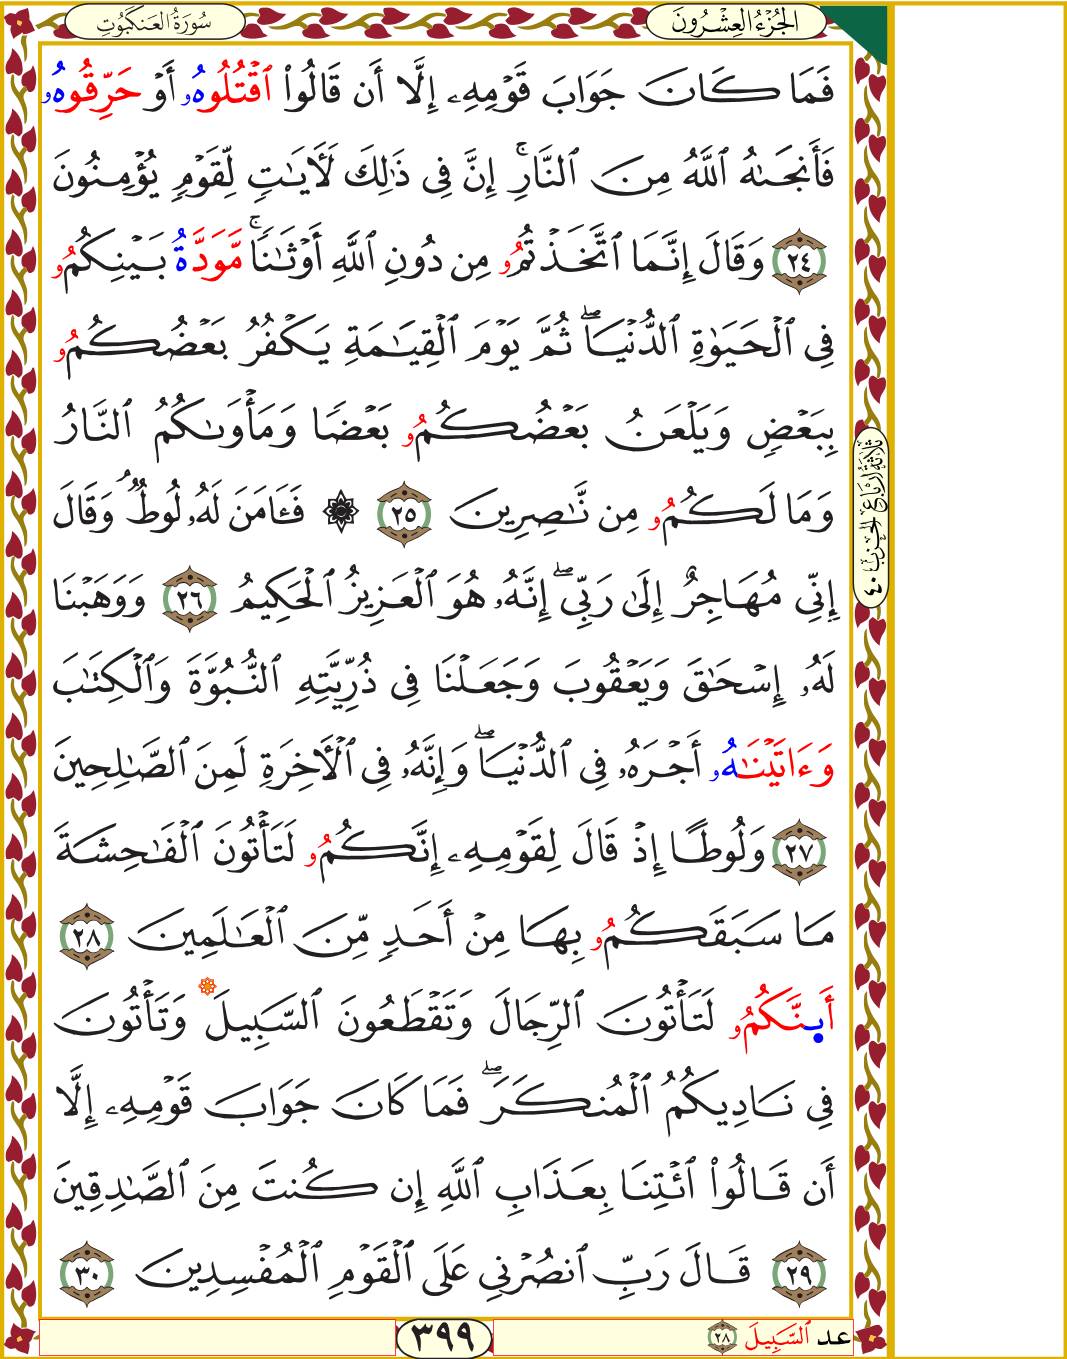 سُورَةُ العَنكَبُوتِ
الجُزْءُ العِشْرُونَ
فَمَا كَانَ جَوَابَ قَوْمِهِۦ إِلَّا أَن قَالُوا۟ ٱقْتُلُوهُۥ أَوْ حَرِّقُوهُۥ
فَأَنجَىٰهُ ٱللَّهُ مِنَ ٱلنَّارِۚ إِنَّ فِى ذَٰلِكَ لَأٓيَٰتٍ لِّقَوْمٍ يُؤْمِنُونَ
٢٤ وَقَالَ إِنَّمَا ٱتَّخَذتُّمُۥ مِن دُونِ ٱللَّهِ أَوْثَٰنًاۚ مَّوَدَّةُ بَيْنِكُمُۥ
فِى ٱلْحَيَوٰةِ ٱلدُّنْيَاۖ ثُمَّ يَوْمَ ٱلْقِيَٰمَةِ يَكْفُرُ بَعْضُكُمُۥ
بِبَعْضٍ وَيَلْعَنُ بَعْضُكُمُۥ بَعْضًا وَمَأْوَىٰكُمُ ٱلنَّارُ
وَمَا لَكُمُۥ مِن نَّٰصِرِينَ ٢٥ ۞ فَـَٔامَنَ لَهُۥ لُوطٌۘ وَقَالَ
إِنِّى مُهَاجِرٌ إِلَىٰ رَبِّىۖ إِنَّهُۥ هُوَ ٱلْعَزِيزُ ٱلْحَكِيمُ ٢٦ وَوَهَبْنَا
لَهُۥ إِسْحَٰقَ وَيَعْقُوبَ وَجَعَلْنَا فِى ذُرِّيَّتِهِ ٱلنُّبُوَّةَ وَٱلْكِتَٰبَ
وَءَاتَيْنَٰهُۥ أَجْرَهُۥ فِى ٱلدُّنْيَاۖ وَإِنَّهُۥ فِى ٱلْأَخِرَةِ لَمِنَ ٱلصَّٰلِحِينَ
٢٧ وَلُوطًا إِذْ قَالَ لِقَوْمِهِۦ إِنَّكُمُۥ لَتَأْتُونَ ٱلْفَٰحِشَةَ
مَا سَبَقَكُمُۥ بِهَا مِنْ أَحَدٍ مِّنَ ٱلْعَٰلَمِينَ ٢٨
أَىِٕنَّكُمُۥ لَتَأْتُونَ ٱلرِّجَالَ وَتَقْطَعُونَ ٱلسَّبِيلَ وَتَأْتُونَ
فِى نَادِيكُمُ ٱلْمُنكَرَۖ فَمَا كَانَ جَوَابَ قَوْمِهِۦ إِلَّا
أَن قَالُوا۟ ٱئْتِنَا بِعَذَابِ ٱللَّهِ إِن كُنتَ مِنَ ٱلصَّٰدِقِينَ
٢٩ قَالَ رَبِّ ٱنصُرْنِى عَلَى ٱلْقَوْمِ ٱلْمُفْسِدِينَ ٣٠
ثلاثة أرباع الحزب ٤٠
عد ٱلسَّبِيلَ ٢٨
٣٩٩